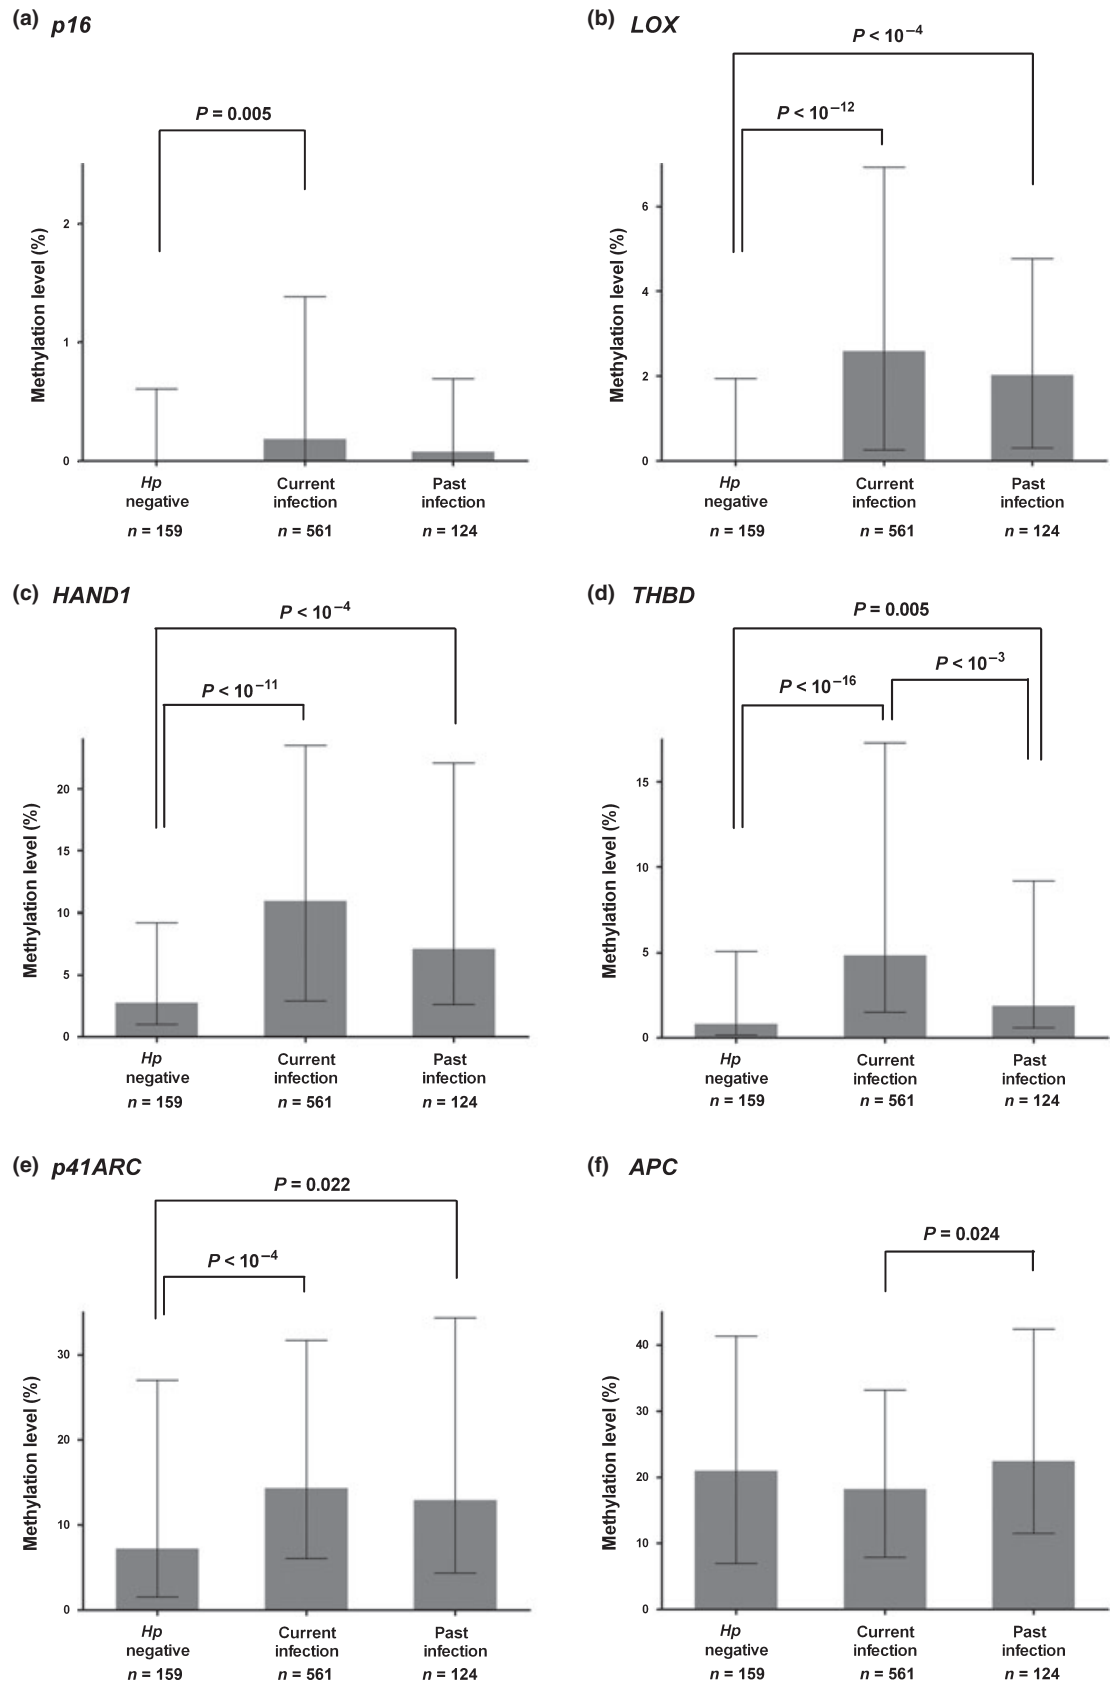 (a) p16
P = 0.005
Methylation level (%)
2
1
0
Hp negative
Current infection
Past infection
n = 159
n = 561
n = 124
(b) LOX
P < 10−4
P < 10−12
Methylation level (%)
6
4
2
0
Hp negative
Current infection
Past infection
n = 159
n = 561
n = 124
(c) HAND1
P < 10−4
P < 10−11
Methylation level (%)
20
15
10
5
0
Hp negative
Current infection
Past infection
n = 159
n = 561
n = 124
(d) THBD
P = 0.005
P < 10−3
P < 10−16
Methylation level (%)
15
10
5
0
Hp negative
Current infection
Past infection
n = 159
n = 561
n = 124
(e) p41ARC
P = 0.022
P < 10−4
Methylation level (%)
30
20
10
0
Hp negative
Current infection
Past infection
n = 159
n = 561
n = 124
(f) APC
P = 0.024
Methylation level (%)
40
30
20
10
0
Hp negative
Current infection
Past infection
n = 159
n = 561
n = 124